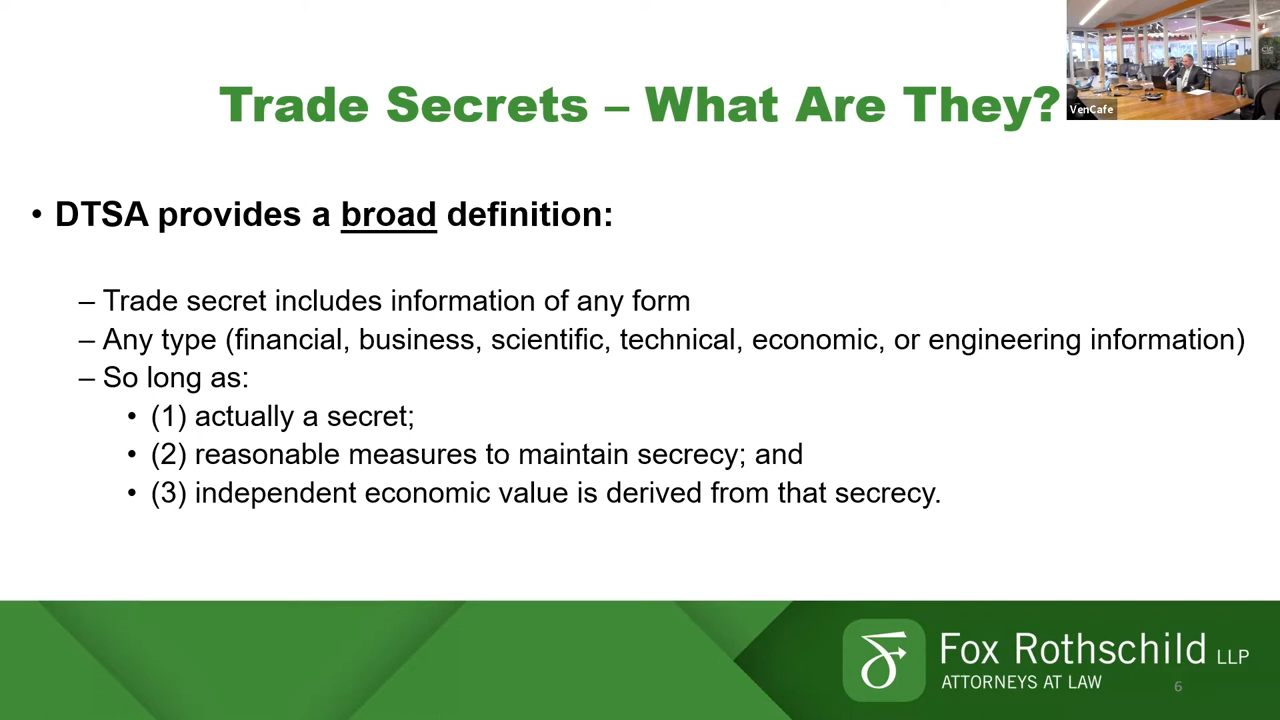 Trade Secrets – What Are They?
VenCafe
CIC
• DTSA provides a broad definition:
– Trade secret includes information of any form
– Any type (financial, business, scientific, technical, economic, or engineering information)
– So long as:
• (1) actually a secret;
• (2) reasonable measures to maintain secrecy; and
• (3) independent economic value is derived from that secrecy.
Fox Rothschild LLP
ATTORNEYS AT LAW
6